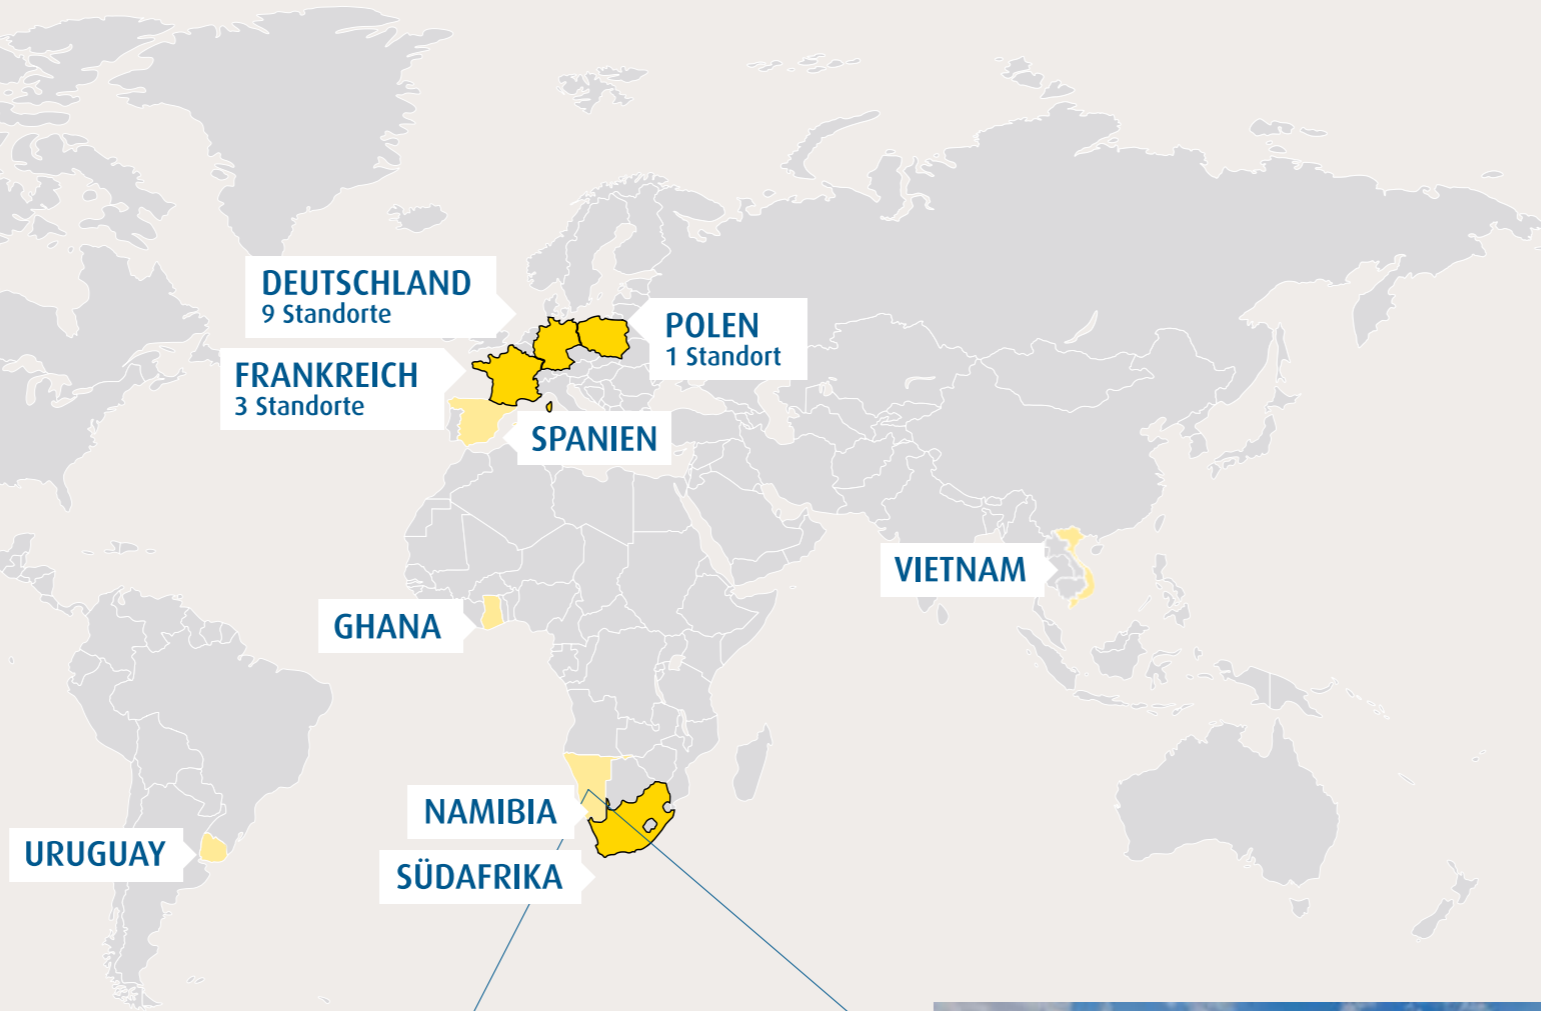 DEUTSCHLAND
9 Standorte
POLEN
1 Standort
FRANKREICH
3 Standorte
SPANIEN
VIETNAM
GHANA
NAMIBIA
URUGUAY
SÜDAFRIKA